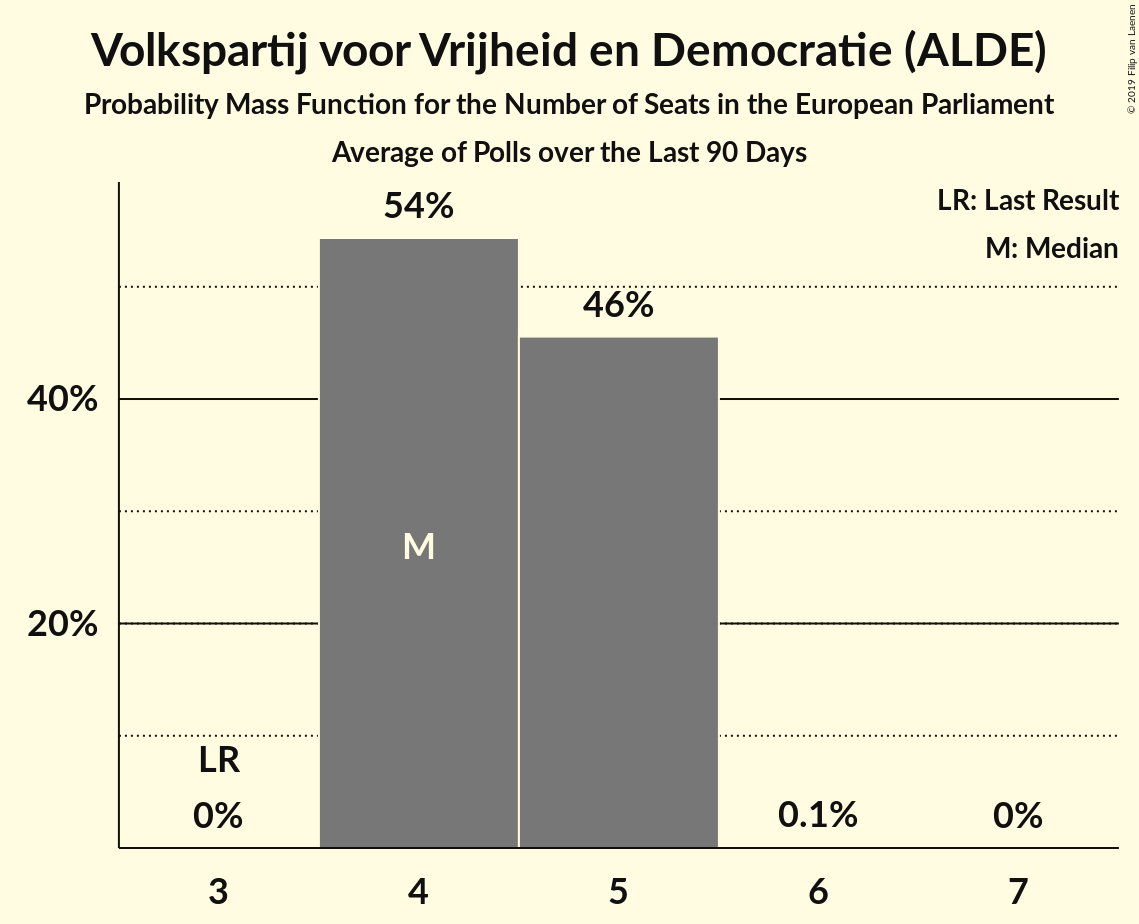 Volkspartij voor Vrijheid en Democratie (ALDE)
Probability Mass Function for the Number of Seats in the European Parliament
Average of Polls over the Last 90 Days
© 2019 Filip van Laenen
LR: Last Result
M: Median
54%
46%
40%
M
20%
LR
0%
0.1%
0%
3
4
5
6
7